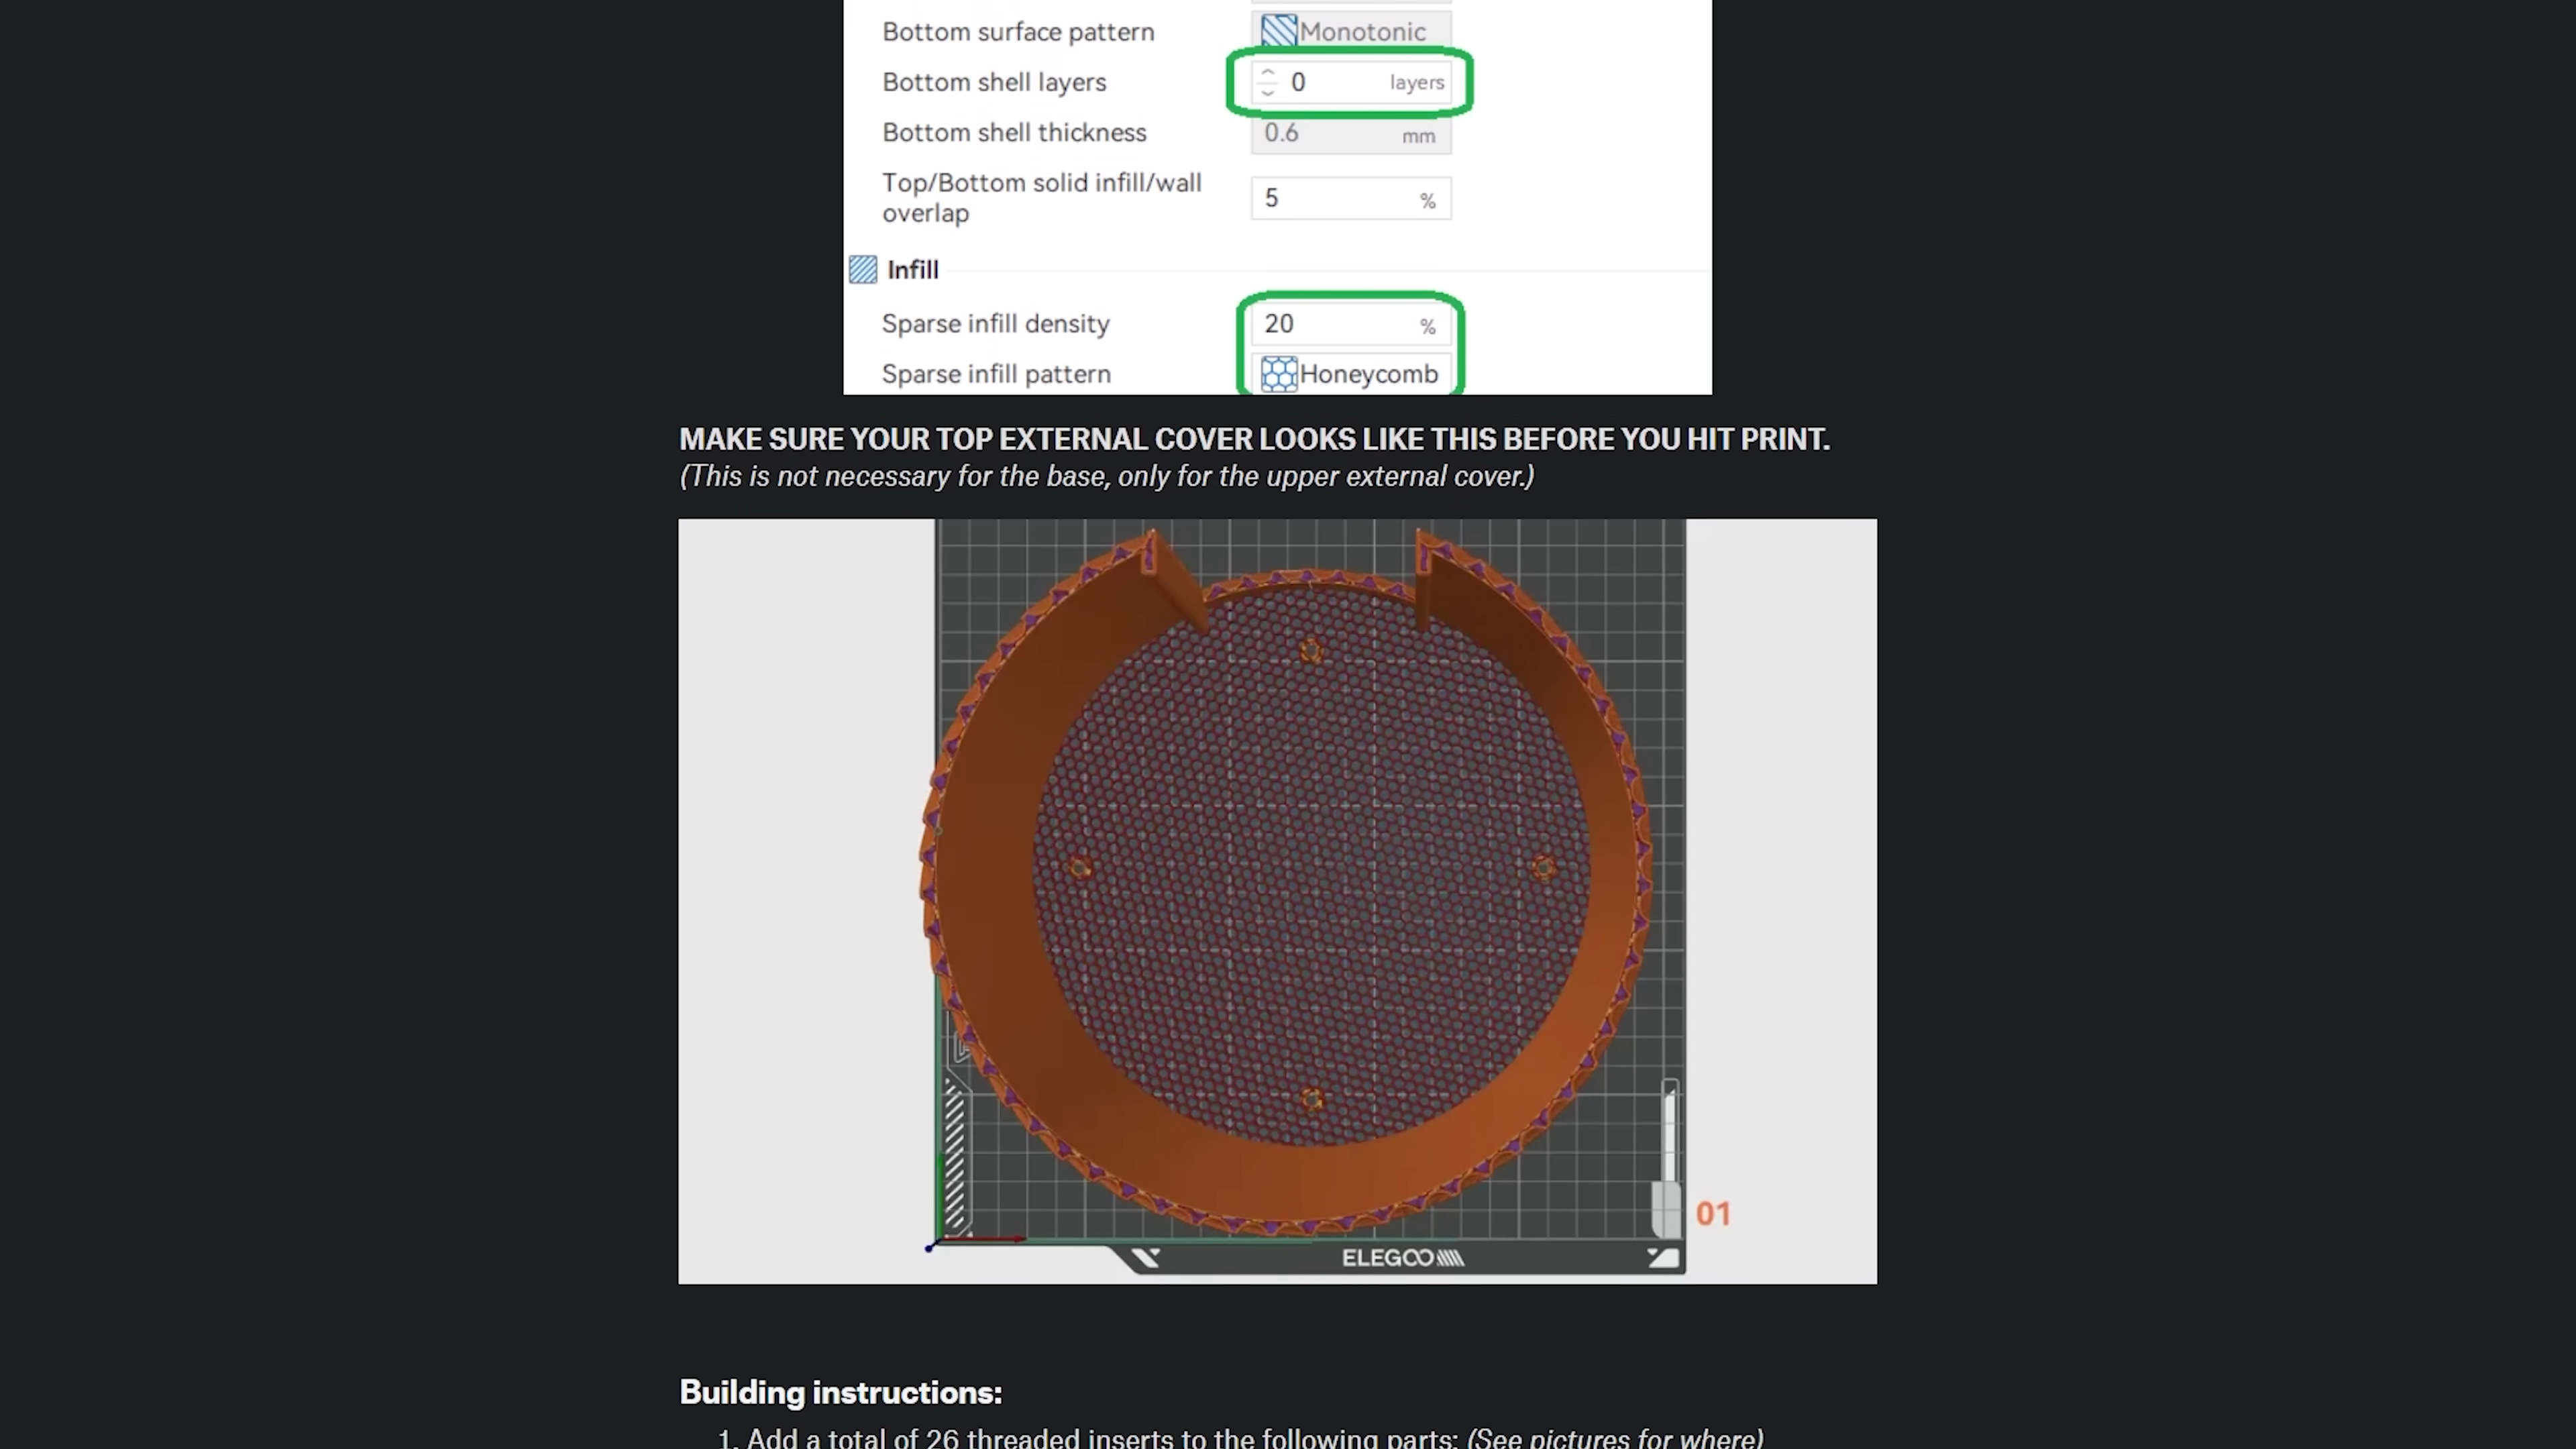 Bottom surface pattern Monotonic
Bottom shell layers 0 layers
Bottom shell thickness 0.6 mm
Top/Bottom solid infill/wall
overlap 5 %
Infill
Sparse infill density 20 %
Sparse infill pattern Honeycomb
MAKE SURE YOUR TOP EXTERNAL COVER LOOKS LIKE THIS BEFORE YOU HIT PRINT.
(This is not necessary for the base, only for the upper external cover.)
01
ELEGOO
Building instructions:
1. Add a total of 26 threaded inserts to the following parts: (See pictures for where)